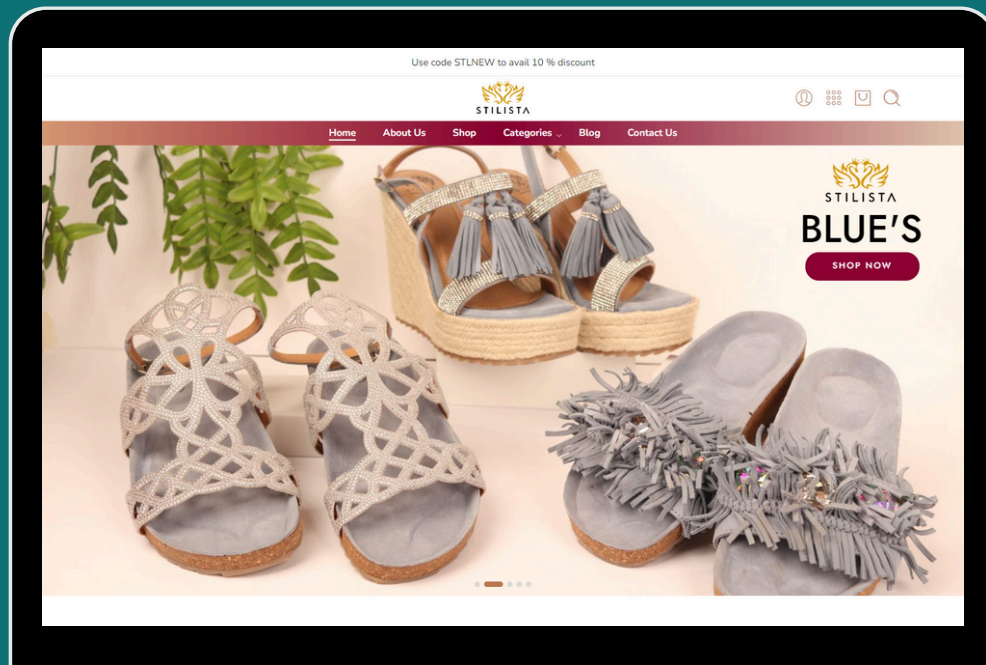 Use code STLNEW to avail 10 % discount
STILISTA
Home About Us Shop Categories Blog Contact Us
STILISTA
BLUE'S
SHOP NOW